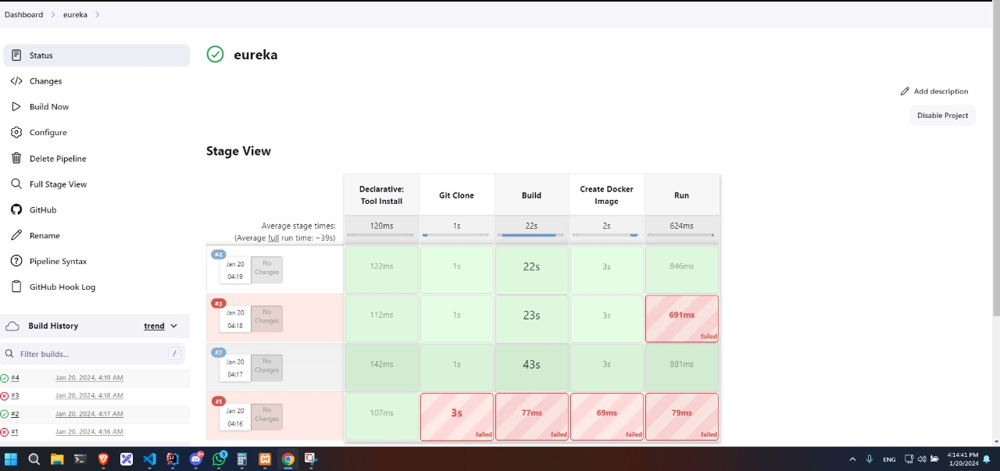 Dashboard > eureka >
Status
Changes
Build Now
Configure
Delete Pipeline
Full Stage View
GitHub
Rename
Pipeline Syntax
GitHub Hook Log
Build History trend
Filter builds... /
#4 Jan 20, 2024, 4:19 AM
#3 Jan 20, 2024, 4:18 AM
#2 Jan 20, 2024, 4:17 AM
#1 Jan 20, 2024, 4:16 AM
eureka
Add description
Disable Project
Stage View
Declarative:
Tool Install
Git Clone
Build
Create Docker
Image
Run
Average stage times:
(Average full run time: ~39s)
120ms 1s 22s 2s 624ms
#4
Jan 20
04:19
No
Changes
122ms 1s 22s 3s 846ms
#3
Jan 20
04:18
No
Changes
112ms 1s 23s 3s 691ms
failed
#2
Jan 20
04:17
No
Changes
142ms 1s 43s 3s 881ms
#1
Jan 20
04:16
No
Changes
107ms 3s 77ms 69ms 79ms
failed failed failed failed
ENG
4:14:41 PM
1/20/2024